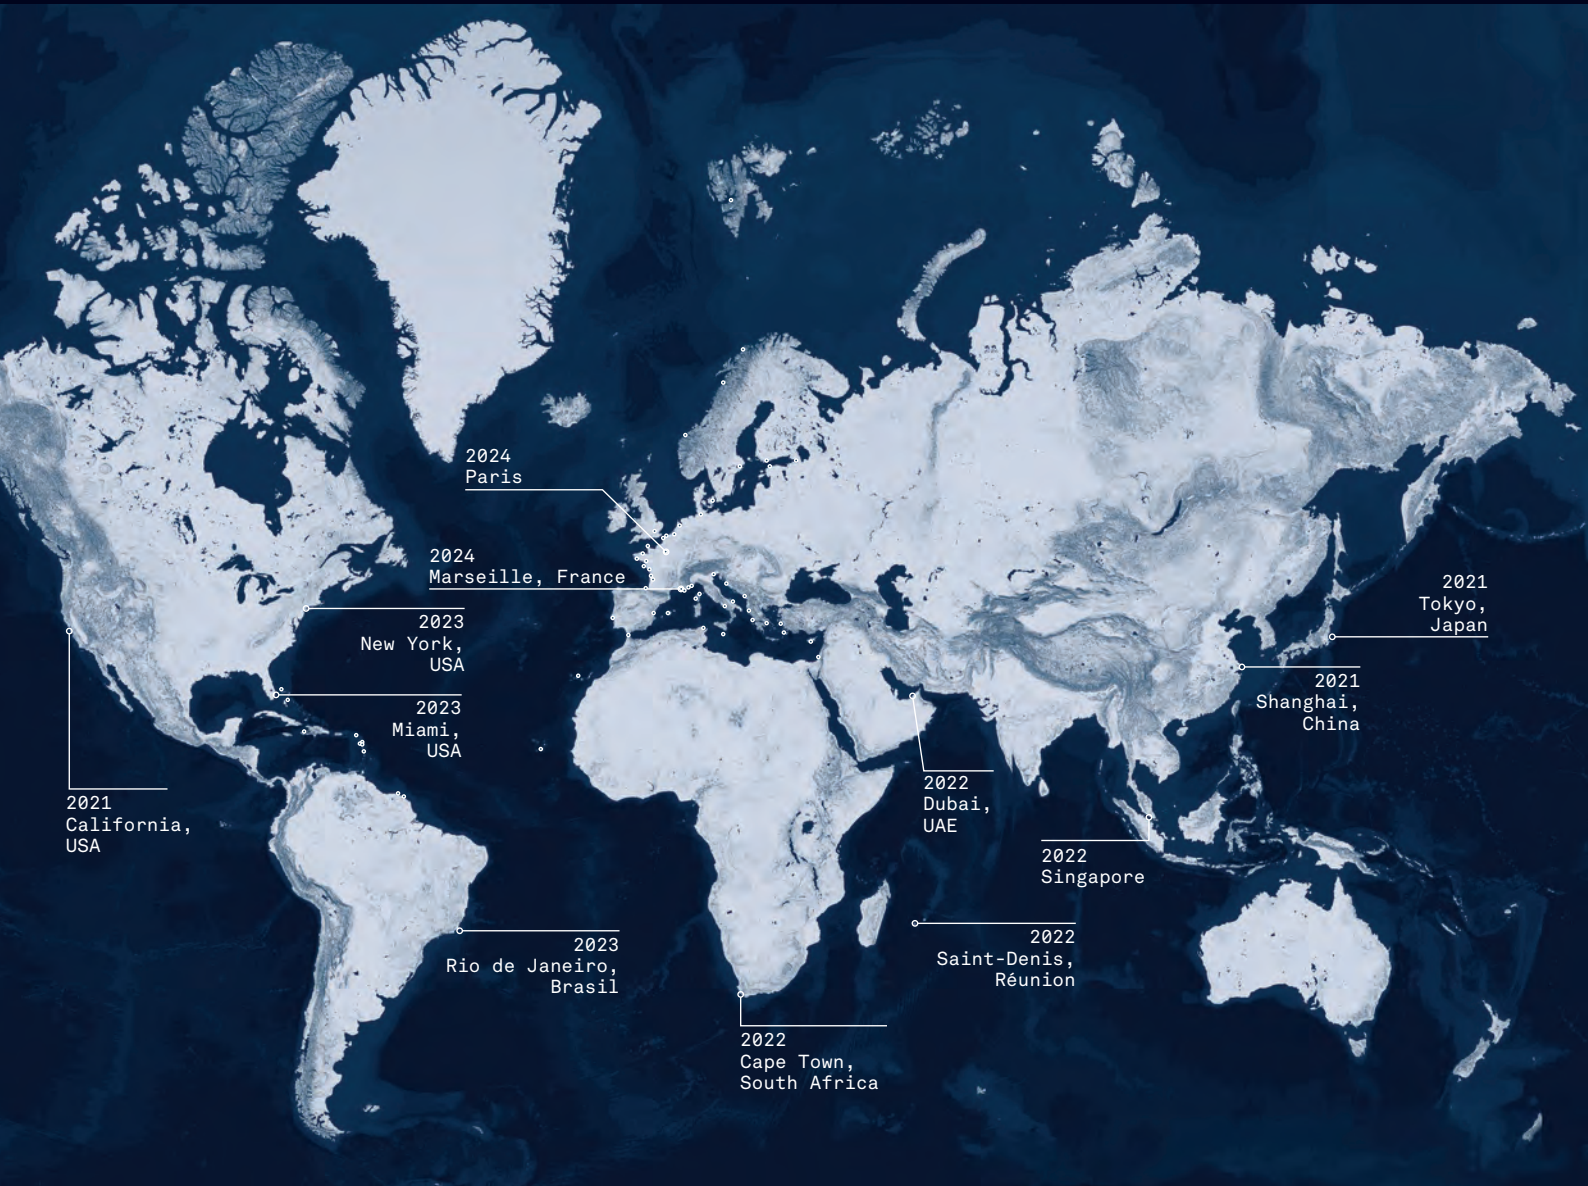 2024
Paris
2024
Marseille, France
2023
New York,
USA
2023
Miami,
USA
2021
California,
USA
2023
Rio de Janeiro,
Brasil
2022
Cape Town,
South Africa
2022
Dubai,
UAE
2022
Singapore
2022
Saint-Denis,
Réunion
2021
Tokyo,
Japan
2021
Shanghai,
China